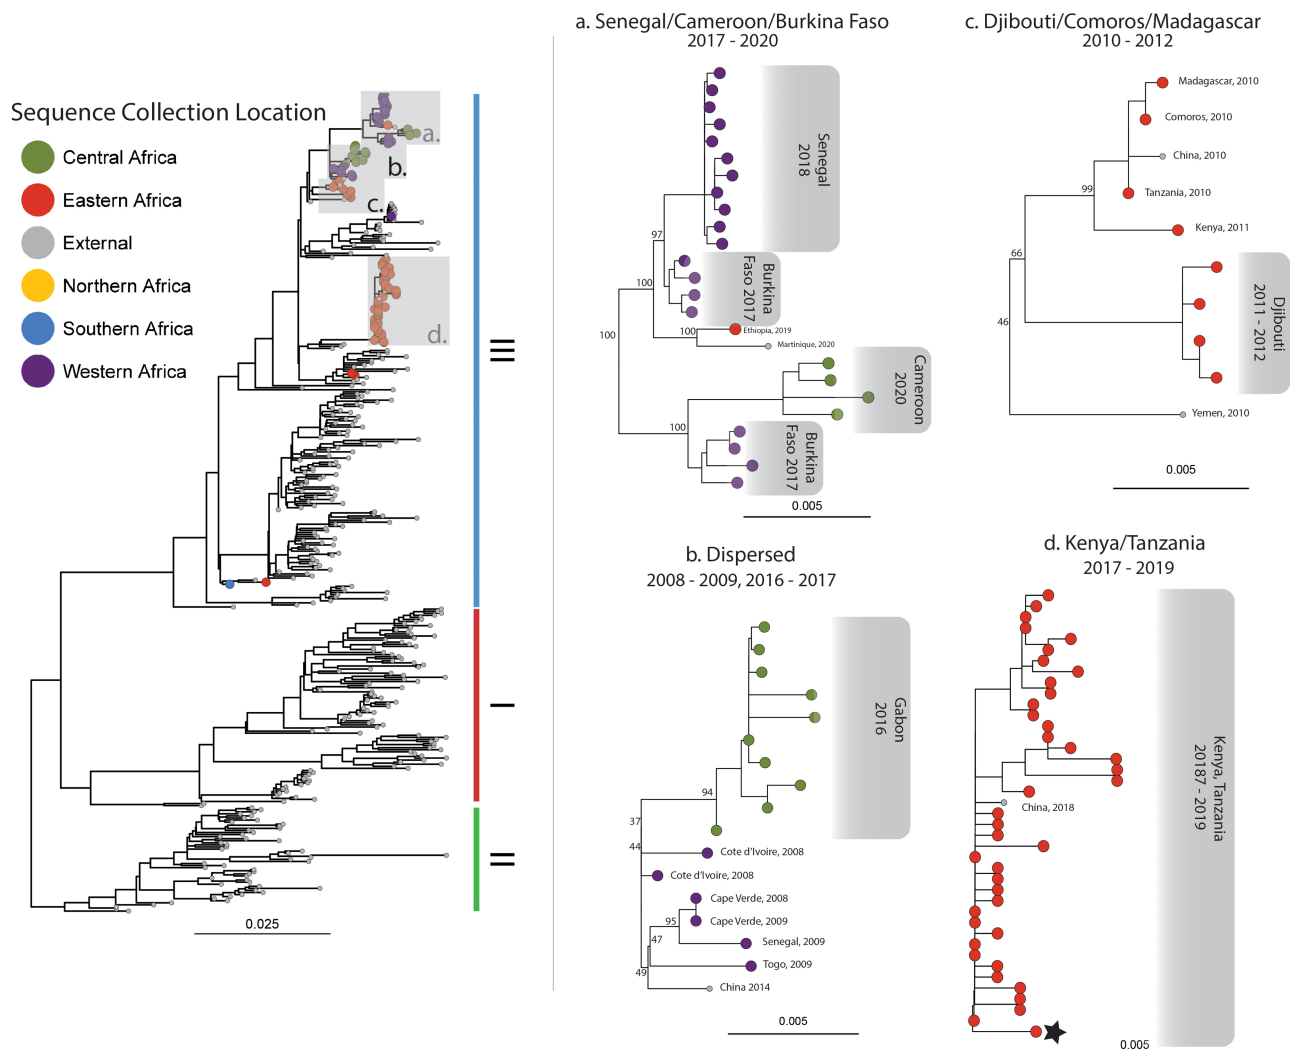 Sequence Collection Location
Central Africa
Eastern Africa
External
Northern Africa
Southern Africa
Western Africa
a.
b.
c.
d.
III
I
II
0.025
a. Senegal/Cameroon/Burkina Faso
2017 - 2020
Senegal
2018
97
Burkina
Faso 2017
100
100
Ethiopia, 2019
100
Martinique, 2020
Cameroon
2020
100
Burkina
Faso 2017
0.005
b. Dispersed
2008 - 2009, 2016 - 2017
Gabon
2016
94
37
44
Cote d'Ivoire, 2008
Cote d'Ivoire, 2008
Cape Verde, 2008
95
Cape Verde, 2009
47
Senegal, 2009
Togo, 2009
49
China 2014
0.005
c. Djibouti/Comoros/Madagascar
2010 - 2012
Madagascar, 2010
Comoros, 2010
China, 2010
99
Tanzania, 2010
Kenya, 2011
66
Djibouti
2011 - 2012
46
Yemen, 2010
0.005
d. Kenya/Tanzania
2017 - 2019
Kenya, Tanzania
20187 - 2019
China, 2018
0.005